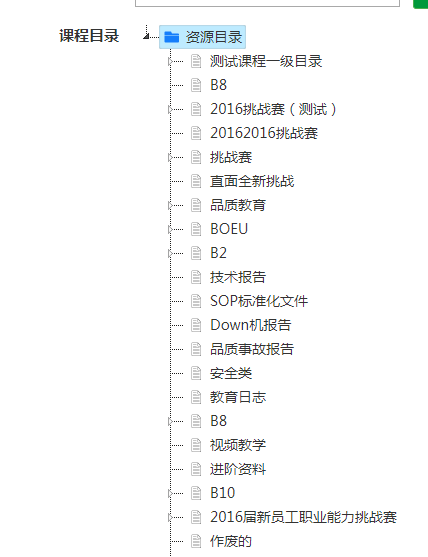 课程目录
资源目录
测试课程一级目录
B8
2016挑战赛（测试）
20162016挑战赛
挑战赛
直面全新挑战
品质教育
BOEU
B2
技术报告
SOP标准化文件
Down机报告
品质事故报告
安全类
教育日志
B8
视频教学
进阶资料
B10
2016届新员工职业能力挑战赛
作废的